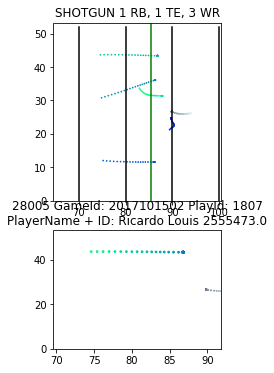 SHOTGUN 1 RB, 1 TE, 3 WR
50
40
30
20
10
0
70 80 90 100
28005 GameId: 2017101502 PlayId: 1807
PlayerName + ID: Ricardo Louis 2555473.0
40
20
0
70 75 80 85 90